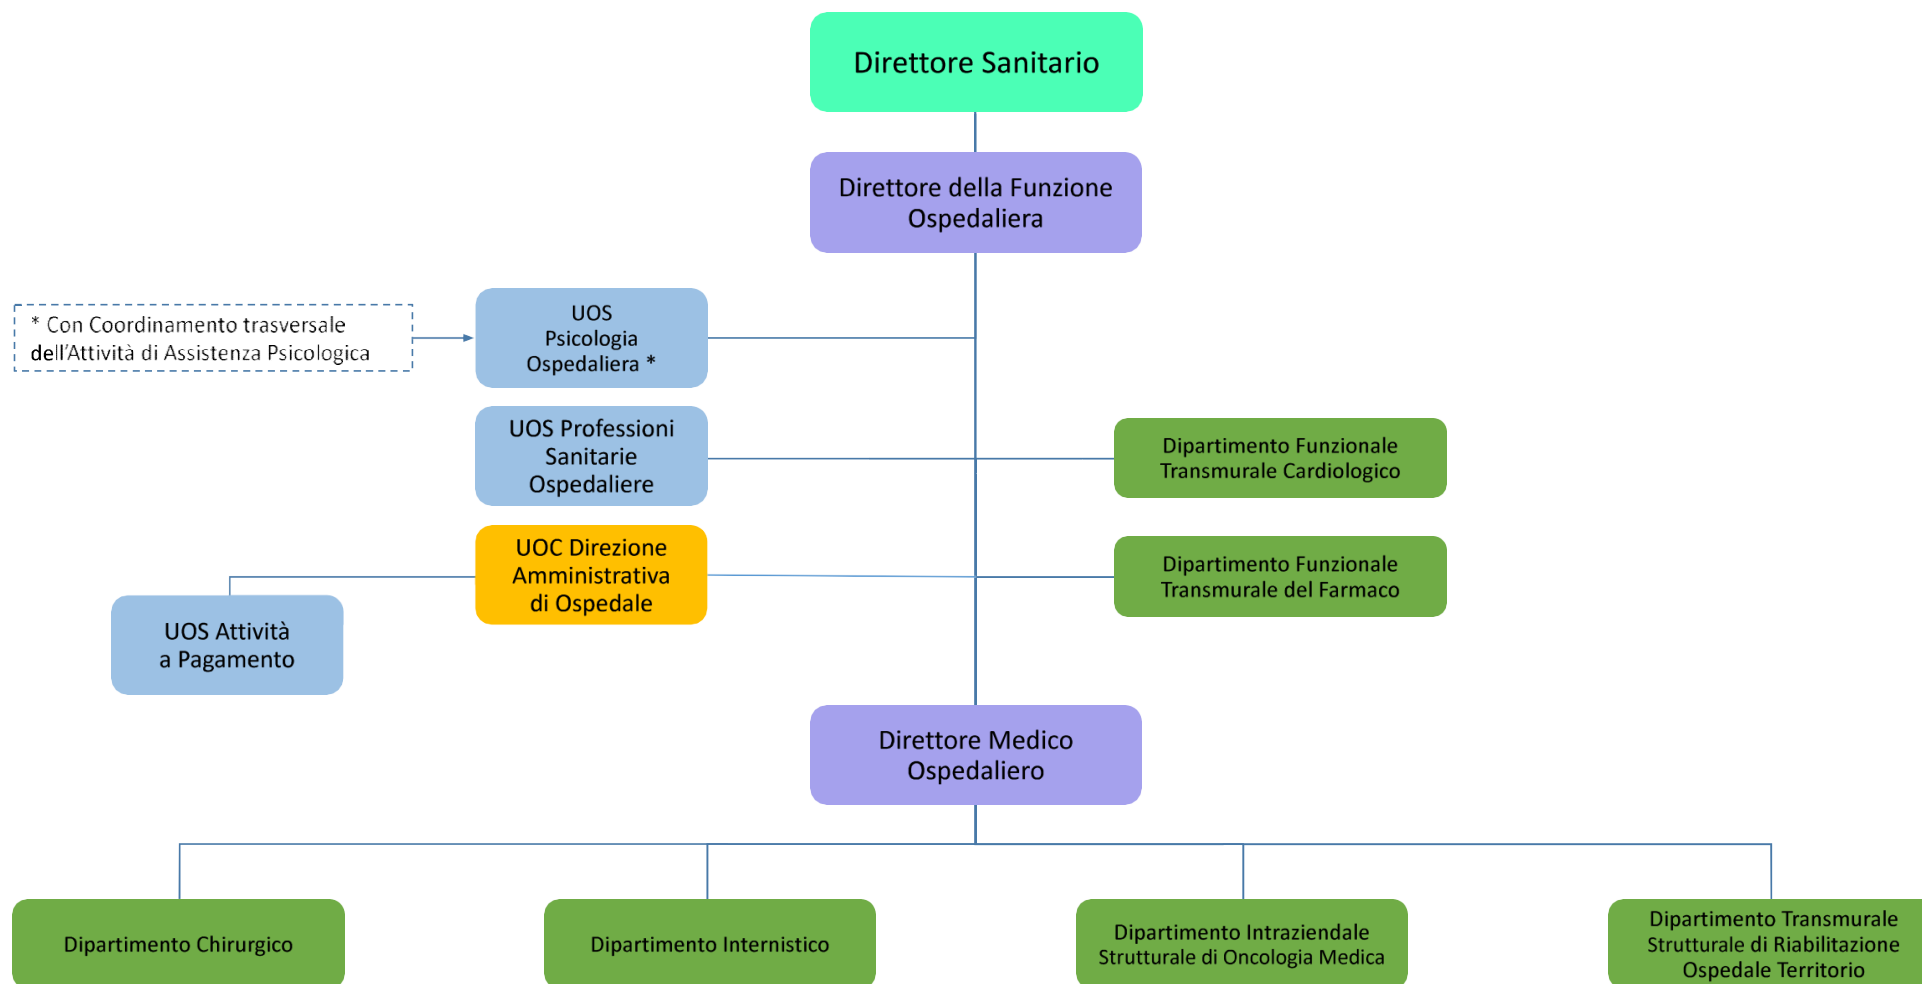 Direttore Sanitario
Direttore della Funzione
Ospedaliera
* Con Coordinamento trasversale
dell'Attività di Assistenza Psicologica
UOS
Psicologia
Ospedaliera *
UOS Professioni
Sanitarie
Ospedaliere
Dipartimento Funzionale
Transmurale Cardiologico
UOC Direzione
Amministrativa
di Ospedale
Dipartimento Funzionale
Transmurale del Farmaco
UOS Attività
a Pagamento
Direttore Medico
Ospedaliero
Dipartimento Chirurgico
Dipartimento Internistico
Dipartimento Intraziendale
Strutturale di Oncologia Medica
Dipartimento Transmurale
Strutturale di Riabilitazione
Ospedale Territorio